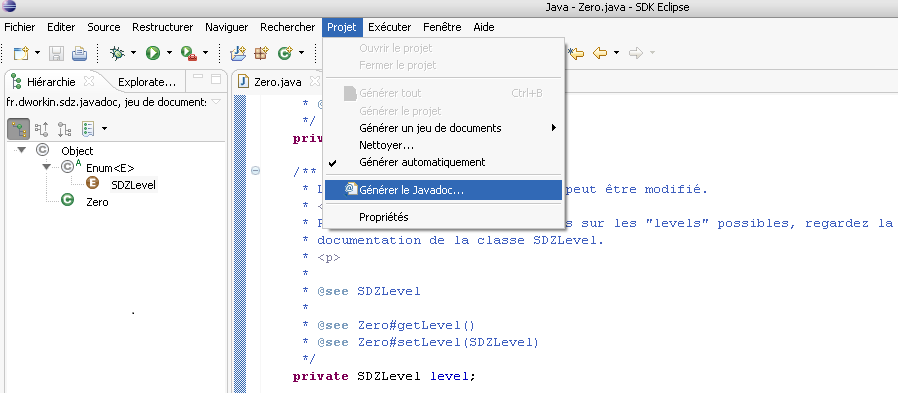 Java - Zero.java - SDK Eclipse
Fichier Editer Source Restructurer Naviguer Rechercher Projet Exécuter Fenêtre Aide
Ouvrir le projet
Fermer le projet
Générer tout Ctrl+B
Générer le projet
Générer un jeu de documents
Nettoyer...
Générer automatiquement
Générer le Javadoc...
Propriétés
Hiérarchie Explorate...
fr.dworkin.sdz.javadoc, jeu de documents
Object
Enum<E>
SDZLevel
Zero
Zero.java
* @
*/
priv
/**
* L peut être modifié.
* <
* P s sur les "levels" possibles, regardez la
* documentation de la classe SDZLevel.
* <p>
*
* @see SDZLevel
*
* @see Zero#getLevel()
* @see Zero#setLevel(SDZLevel)
*/
private SDZLevel level;